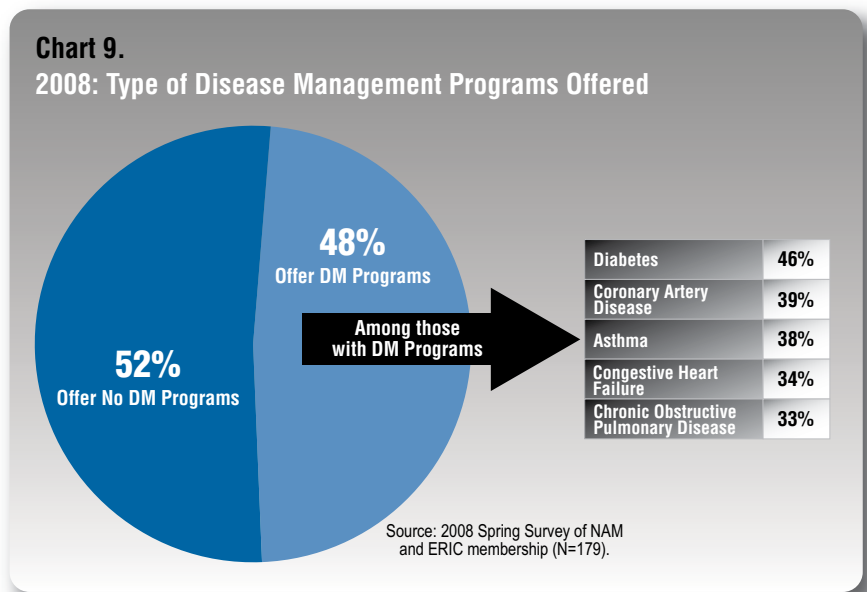 Chart 9.
2008: Type of Disease Management Programs Offered
48%
Offer DM Programs
52%
Offer No DM Programs
Among those
with DM Programs
Diabetes 46%
Coronary Artery
Disease 39%
Asthma 38%
Congestive Heart
Failure 34%
Chronic Obstructive
Pulmonary Disease 33%
Source: 2008 Spring Survey of NAM
and ERIC membership (N=179).